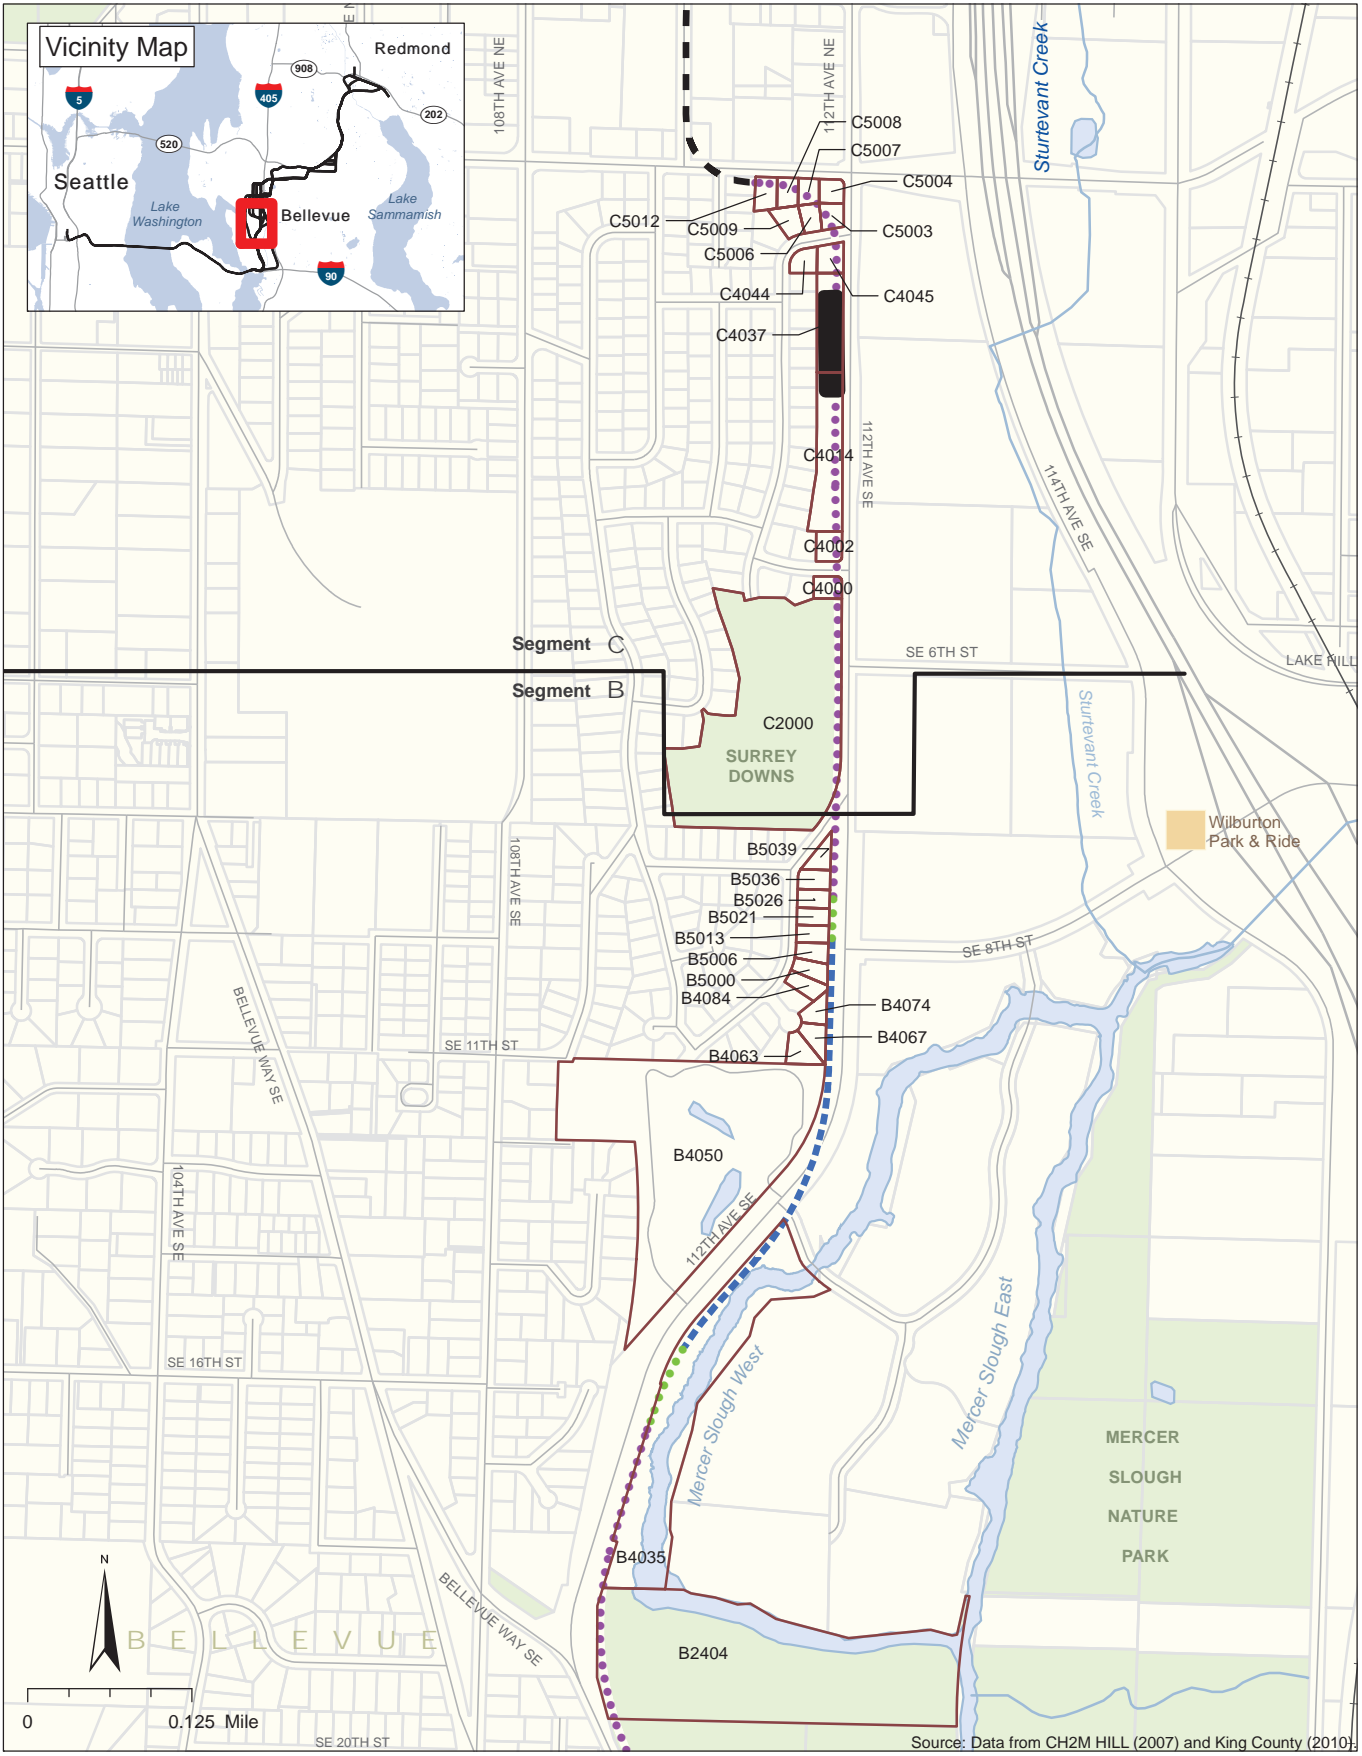 Vicinity Map
Redmond
908
5
405
202
520
Seattle
Lake
Washington
Bellevue
Lake
Sammamish
90
108TH AVE NE
112TH AVE NE
Sturtevant Creek
C5008
C5007
C5004
C5012
C5009
C5003
C5006
C4044
C4045
C4037
112TH AVE SE
C4014
114TH AVE SE
C4002
C4000
Segment C
SE 6TH ST
LAKE HILL
Segment B
C2000
SURREY
DOWNS
Sturtevant Creek
Wilburton
Park & Ride
108TH AVE SE
B5039
B5036
B5026
B5021
B5013
B5006
SE 8TH ST
B5000
B4084
B4074
B4067
B4063
BELLEVUE WAY SE
SE 11TH ST
B4050
104TH AVE SE
112TH AVE SE
Mercer Slough East
SE 16TH ST
Mercer Slough West
MERCER
SLOUGH
NATURE
PARK
B4035
N
BELLEVUE WAY SE
BELLEVUE
B2404
0
0.125 Mile
SE 20TH ST
Source: Data from CH2M HILL (2007) and King County (2010).